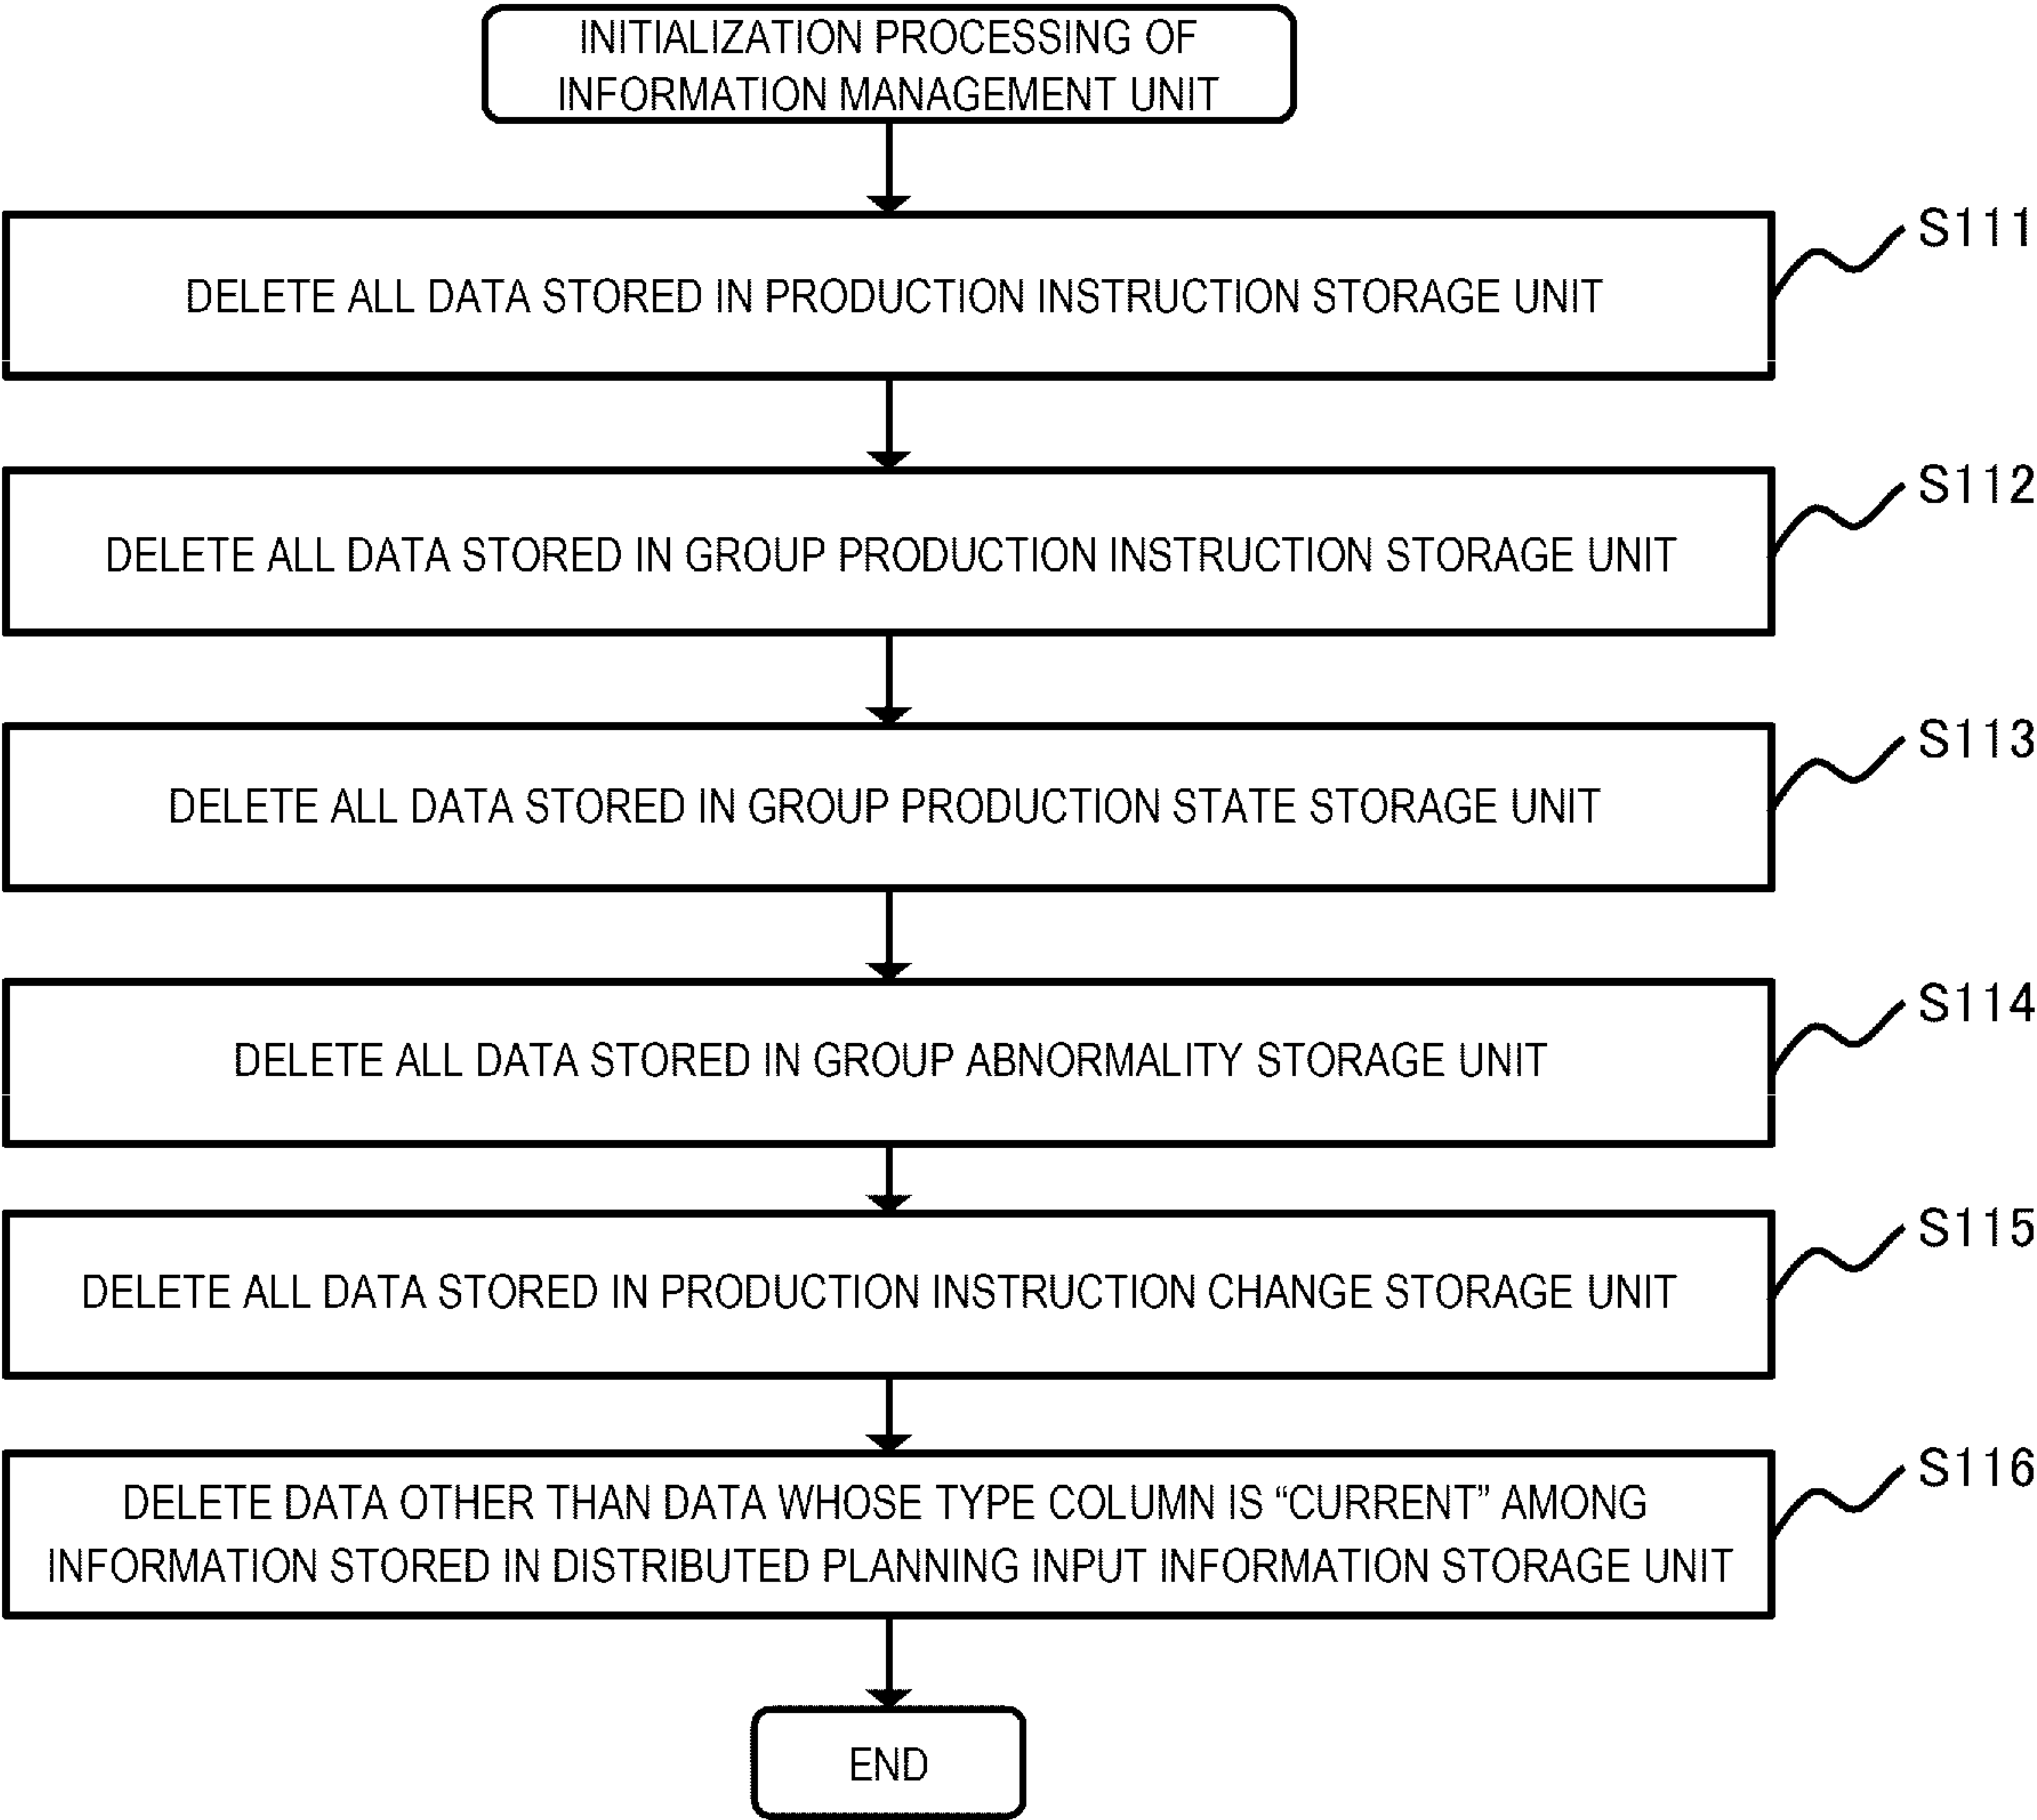 INITIALIZATION PROCESSING OF
INFORMATION MANAGEMENT UNIT
S111
DELETE ALL DATA STORED IN PRODUCTION INSTRUCTION STORAGE UNIT
S112
DELETE ALL DATA STORED IN GROUP PRODUCTION INSTRUCTION STORAGE UNIT
S113
DELETE ALL DATA STORED IN GROUP PRODUCTION STATE STORAGE UNIT
S114
DELETE ALL DATA STORED IN GROUP ABNORMALITY STORAGE UNIT
S115
DELETE ALL DATA STORED IN PRODUCTION INSTRUCTION CHANGE STORAGE UNIT
S116
DELETE DATA OTHER THAN DATA WHOSE TYPE COLUMN IS “CURRENT” AMONG
INFORMATION STORED IN DISTRIBUTED PLANNING INPUT INFORMATION STORAGE UNIT
END